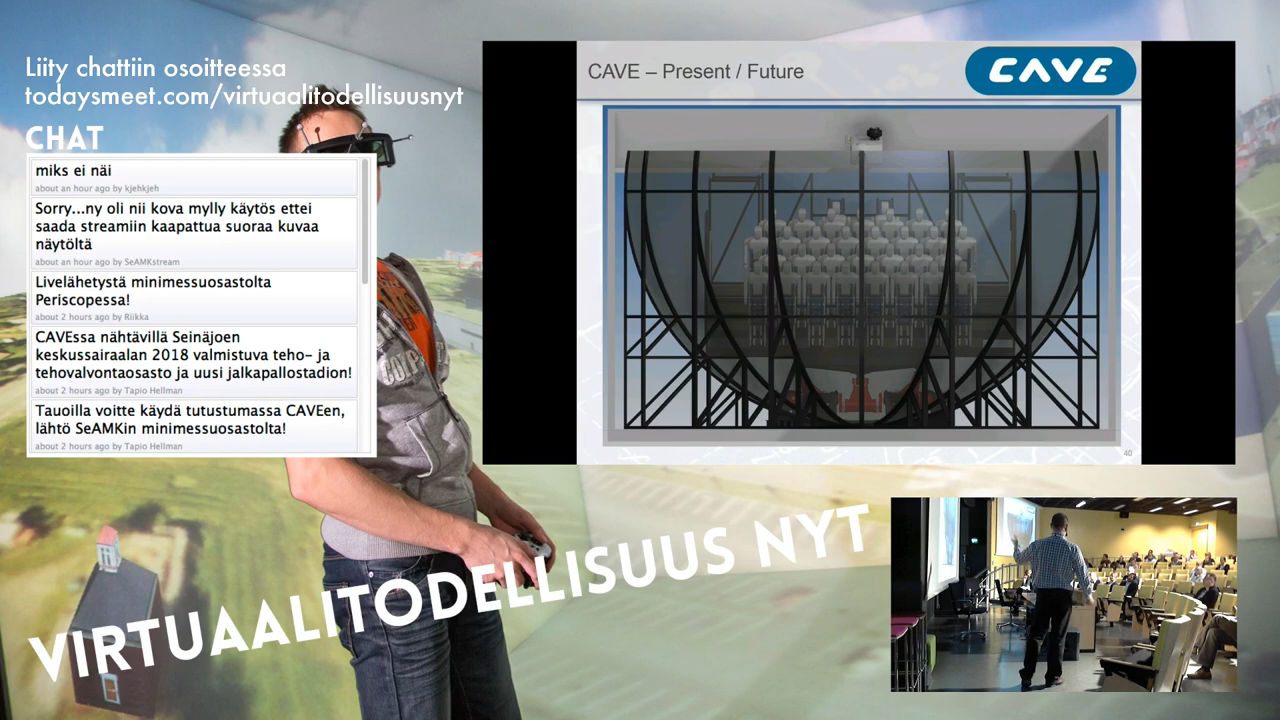 Liity chattiin osoitteessa
todaysmeet.com/virtuaalitodellisuusnyt
CHAT
miks ei näi
about an hour ago by kjehkjeh
Sorry...ny oli nii kova mylly käytös ettei
saada streamiin kaapattua suoraa kuvaa
näytöltä
about an hour ago by SeAMKstream
Livelähetystä minimessuosastolta
Periscopessa!
about 2 hours ago by Riikka
CAVEssa nähtävillä Seinäjoen
keskussairaalan 2018 valmistuva teho- ja
tehovalvontaosasto ja uusi jalkapallostadion!
about 2 hours ago by Tapio Hellman
Tauoilla voitte käydä tutustumassa CAVEen,
lähtö SeAMKin minimessuosastolta!
about 2 hours ago by Tapio Hellman
CAVE – Present / Future
CAVE
40
VIRTUAALITODELLISUUS NYT